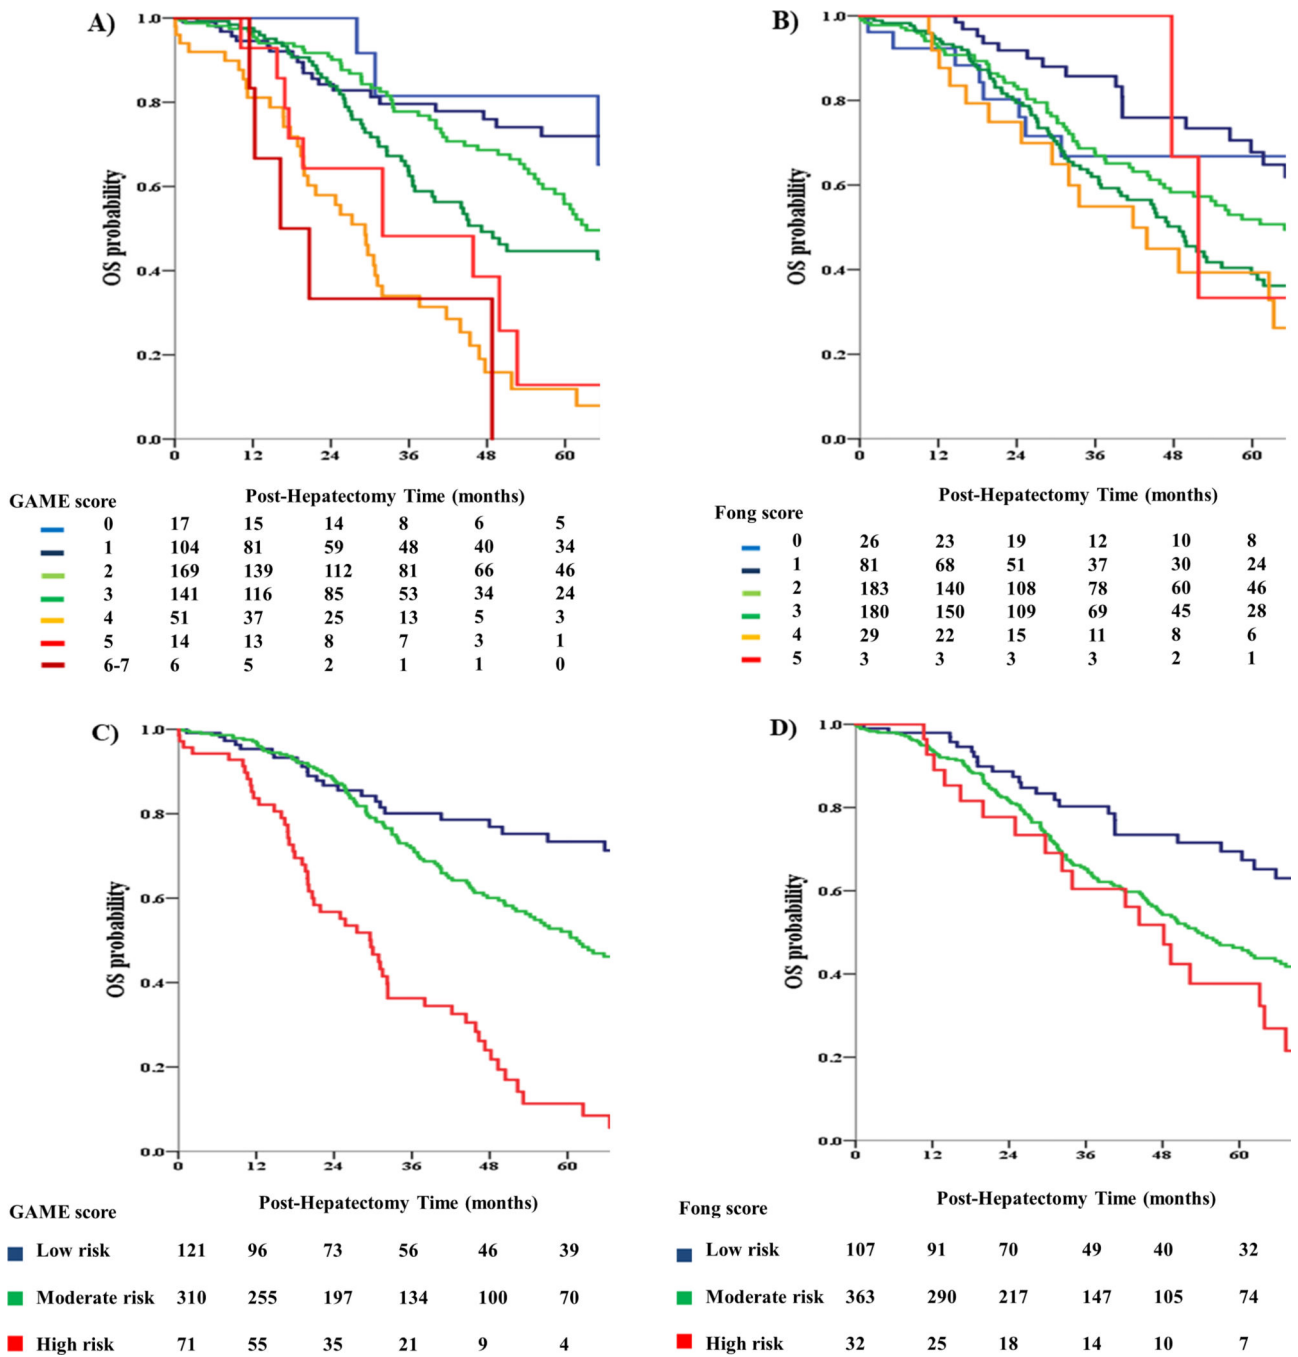 A)
1.0
0.8
0.6
0.4
0.2
0.0
OS probability
0 12 24 36 48 60
Post-Hepatectomy Time (months)
GAME score
0 17 15 14 8 6 5
1 104 81 59 48 40 34
2 169 139 112 81 66 46
3 141 116 85 53 34 24
4 51 37 25 13 5 3
5 14 13 8 7 3 1
6-7 6 5 2 1 1 0
B)
1.0
0.8
0.6
0.4
0.2
0.0
OS probability
0 12 24 36 48 60
Post-Hepatectomy Time (months)
Fong score
0 26 23 19 12 10 8
1 81 68 51 37 30 24
2 183 140 108 78 60 46
3 180 150 109 69 45 28
4 29 22 15 11 8 6
5 3 3 3 3 2 1
C)
1.0
0.8
0.6
0.4
0.2
0.0
OS probability
0 12 24 36 48 60
Post-Hepatectomy Time (months)
GAME score
Low risk 121 96 73 56 46 39
Moderate risk 310 255 197 134 100 70
High risk 71 55 35 21 9 4
D)
1.0
0.8
0.6
0.4
0.2
0.0
OS probability
0 12 24 36 48 60
Post-Hepatectomy Time (months)
Fong score
Low risk 107 91 70 49 40 32
Moderate risk 363 290 217 147 105 74
High risk 32 25 18 14 10 7